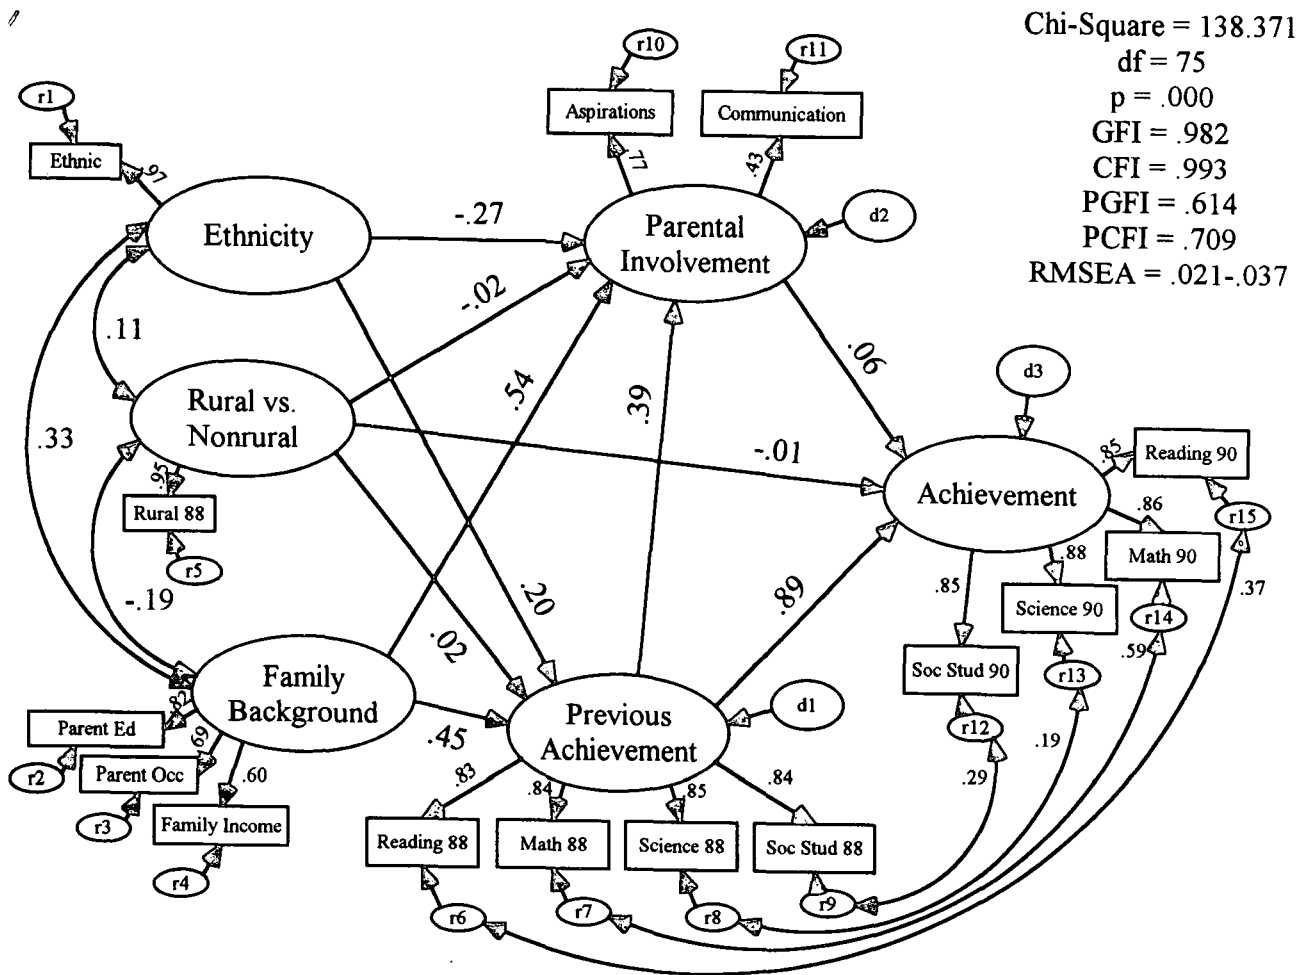 Chi-Square = 138.371
df = 75
p = .000
GFI = .982
CFI = .993
PGFI = .614
PCFI = .709
RMSEA = .021-.037
r10
r11
Aspirations
Communication
.77
.43
r1
Ethnic
.97
Ethnicity
-.27
Parental
Involvement
d2
-.02
.11
Rural vs.
Nonrural
.54
.39
.06
d3
.33
-.01
Achievement
.85
Reading 90
.95
Rural 88
r5
.86
r15
Math 90
.88
.85
Science 90
.37
r14
-.19
.20
.02
.89
.59
Soc Stud 90
r13
Family
Background
Previous
Achievement
d1
r12
.19
.29
.83
Parent Ed
r2
.69
Parent Occ
r3
.60
Family Income
r4
.45
.83
.84
.85
.84
Reading 88
Math 88
Science 88
Soc Stud 88
r6
r7
r8
r9